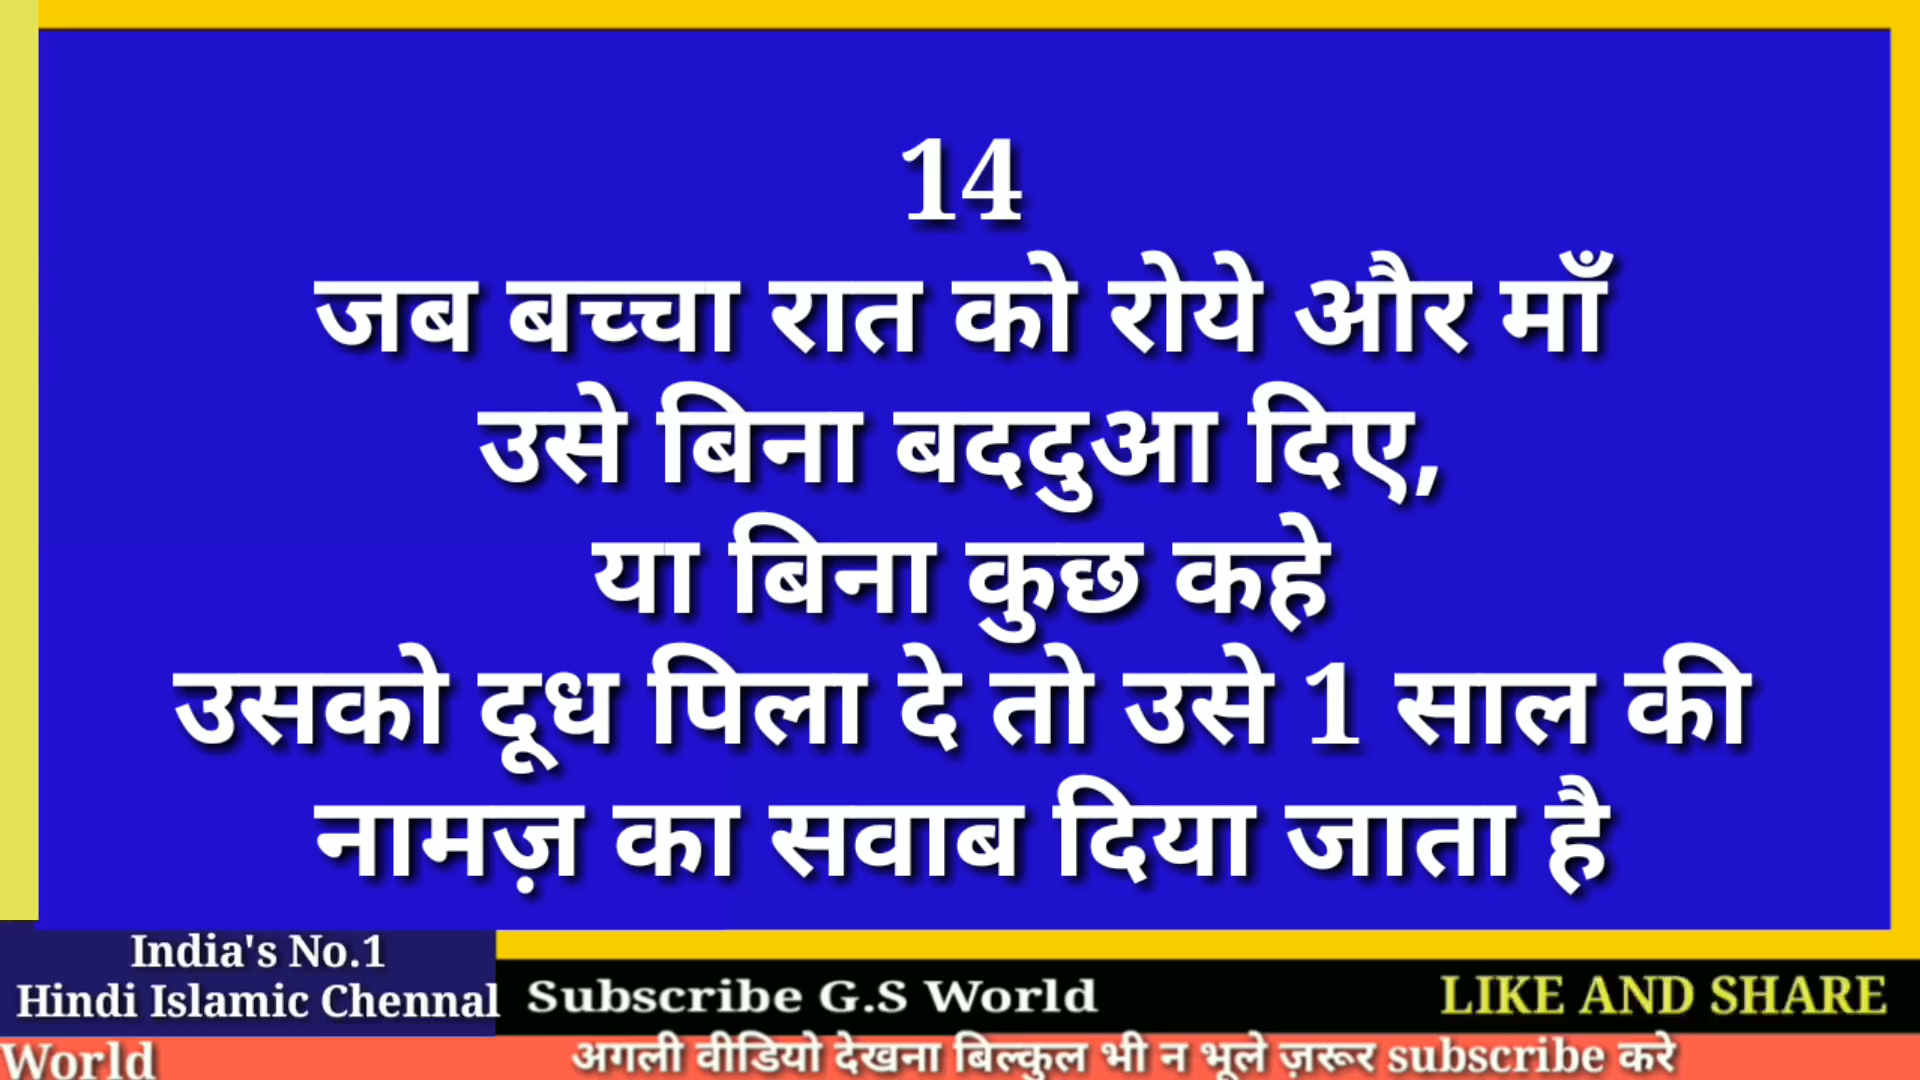 14
जब बच्चा रात को रोये और माँ
उसे बिना बददुआ दिए,
या बिना कुछ कहे
उसको दूध पिला दे तो उसे 1 साल की
नामज़ का सवाब दिया जाता है
India's No.1
Hindi Islamic Chennal
Subscribe G.S World
LIKE AND SHARE
World
अगली वीडियो देखना बिल्कुल भी न भूले ज़रूर subscribe करे